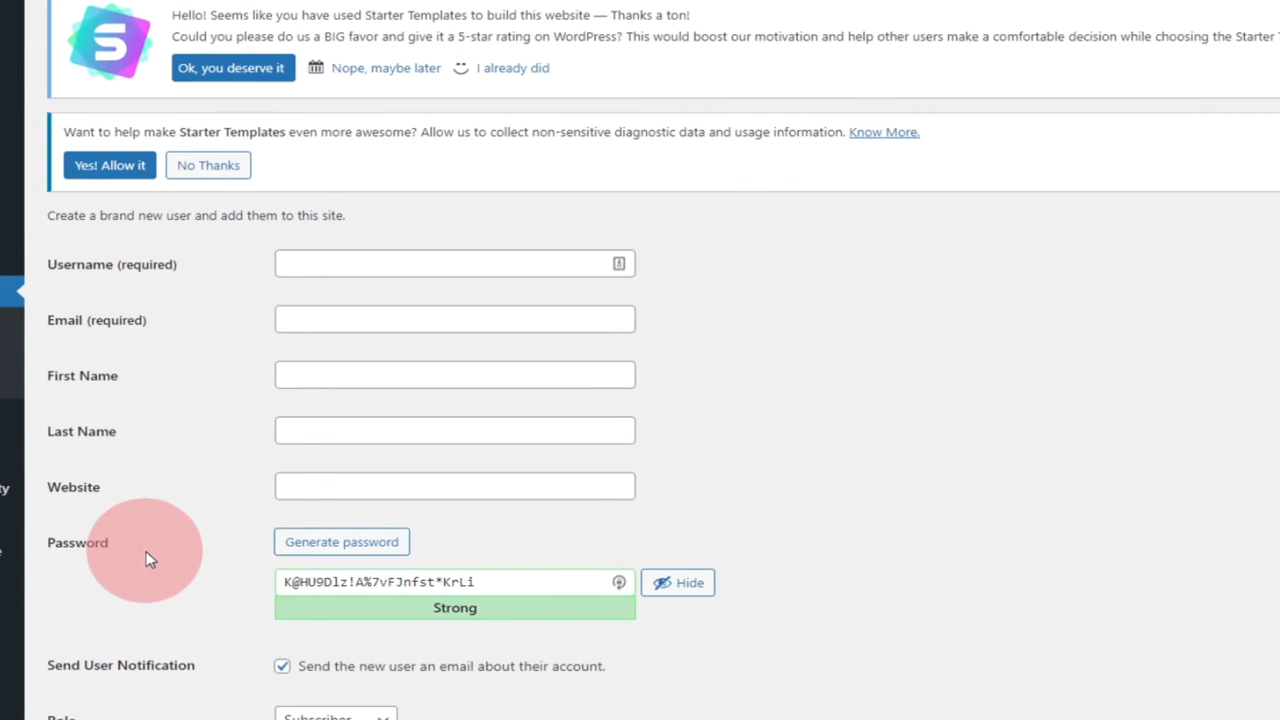 Hello! Seems like you have used Starter Templates to build this website — Thanks a ton!
Could you please do us a BIG favor and give it a 5-star rating on WordPress? This would boost our motivation and help other users make a comfortable decision while choosing the Starter
Ok, you deserve it
Nope, maybe later
I already did
Want to help make Starter Templates even more awesome? Allow us to collect non-sensitive diagnostic data and usage information. Know More.
Yes! Allow it
No Thanks
Create a brand new user and add them to this site.
Username (required)
Email (required)
First Name
Last Name
Website
Password
Generate password
K@HU9Dlz!A%7vFJnfst*KrLi
Hide
Strong
Send User Notification
Send the new user an email about their account.
Role
Subscriber